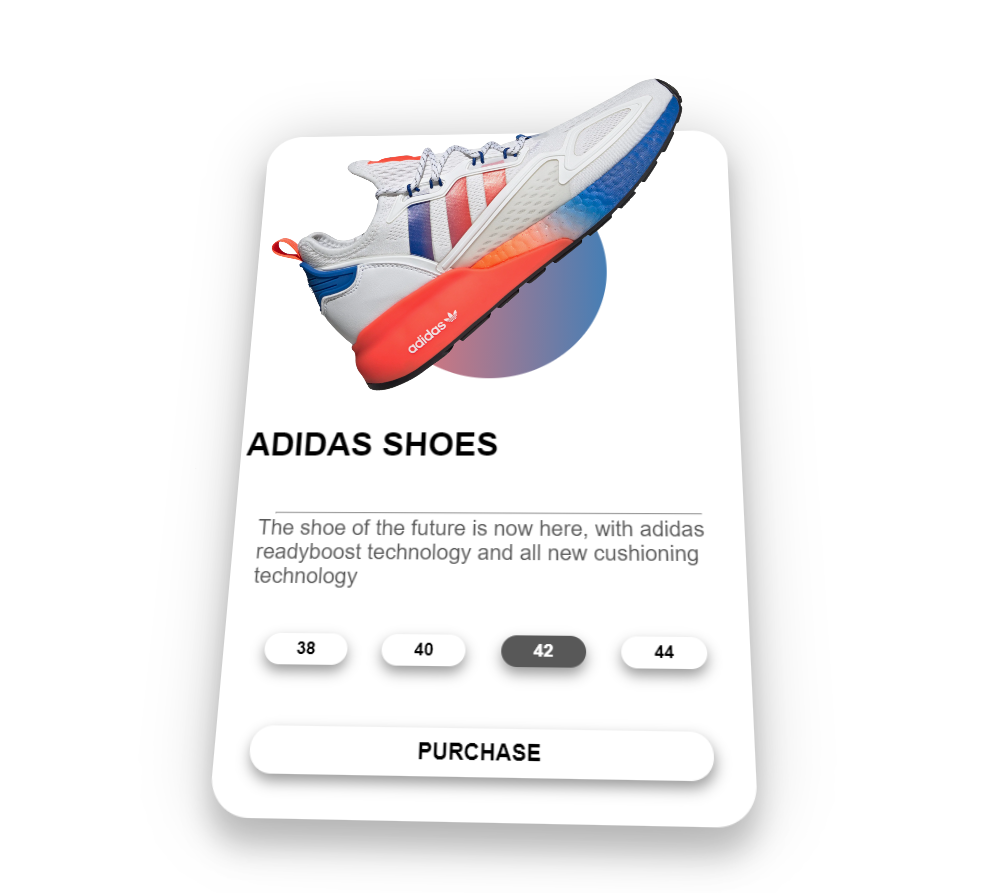 adidas
ADIDAS SHOES
The shoe of the future is now here, with adidas
readyboost technology and all new cushioning
technology
38 40 42 44
PURCHASE